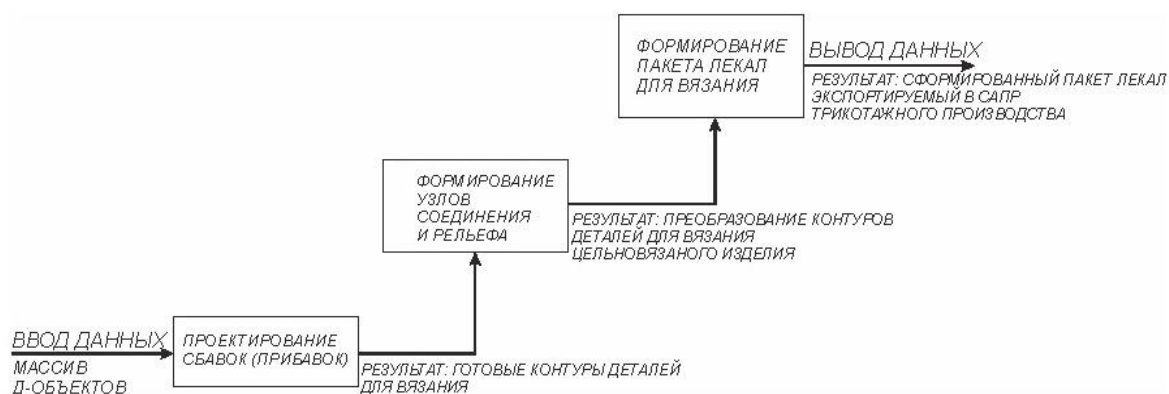 ФОРМИРОВАНИЕ
ПАКЕТА ЛЕКАЛ
ДЛЯ ВЯЗАНИЯ
ВЫВОД ДАННЫХ
РЕЗУЛЬТАТ: СФОРМИРОВАННЫЙ ПАКЕТ ЛЕКАЛ
ЭКСПОРТИРУЕМЫЙ В САПР
ТРИКОТАЖНОГО ПРОИЗВОДСТВА
ФОРМИРОВАНИЕ
УЗЛОВ
СОЕДИНЕНИЯ
И РЕЛЬЕФА
РЕЗУЛЬТАТ: ПРЕОБРАЗОВАНИЕ КОНТУРОВ
ДЕТАЛЕЙ ДЛЯ ВЯЗАНИЯ
ЦЕЛЬНОВЯЗАНОГО ИЗДЕЛИЯ
ВВОД ДАННЫХ
МАССИВ
Д-ОБЪЕКТОВ
ПРОЕКТИРОВАНИЕ
СБАВОК (ПРИБАВОК)
РЕЗУЛЬТАТ: ГОТОВЫЕ КОНТУРЫ ДЕТАЛЕЙ
ДЛЯ ВЯЗАНИЯ